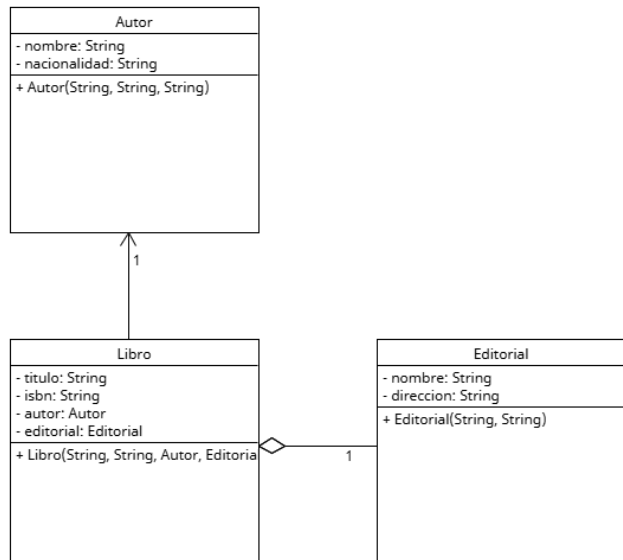 Autor
- nombre: String
- nacionalidad: String
+ Autor(String, String, String)
1
Libro
- titulo: String
- isbn: String
- autor: Autor
- editorial: Editorial
+ Libro(String, String, Autor, Editoria
1
Editorial
- nombre: String
- direccion: String
+ Editorial(String, String)